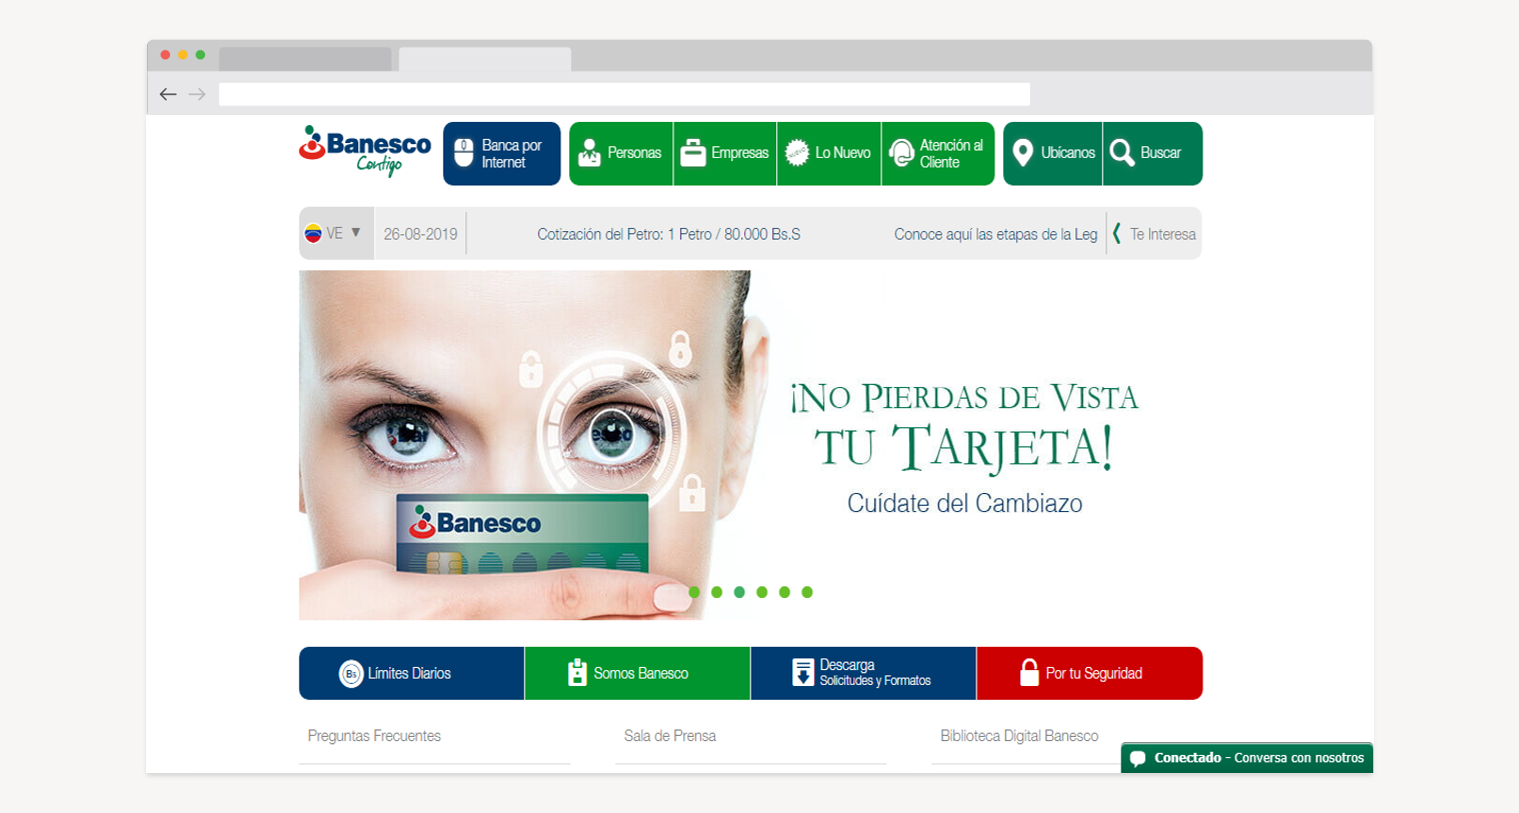 Banesco
Contigo
Banca por
Internet
Personas
Empresas
NUEVO
Lo Nuevo
Atención al
Cliente
Ubícanos
Buscar
VE
26-08-2019
Cotización del Petro: 1 Petro / 80.000 Bs.S
Conoce aquí las etapas de la Leg
Te Interesa
¡No Pierdas de Vista
tu Tarjeta!
Cuídate del Cambiazo
Banesco
Bs
Límites Diarios
Somos Banesco
Descarga
Solicitudes y Formatos
Por tu Seguridad
Preguntas Frecuentes
Sala de Prensa
Biblioteca Digital Banesco
Conectado - Conversa con nosotros